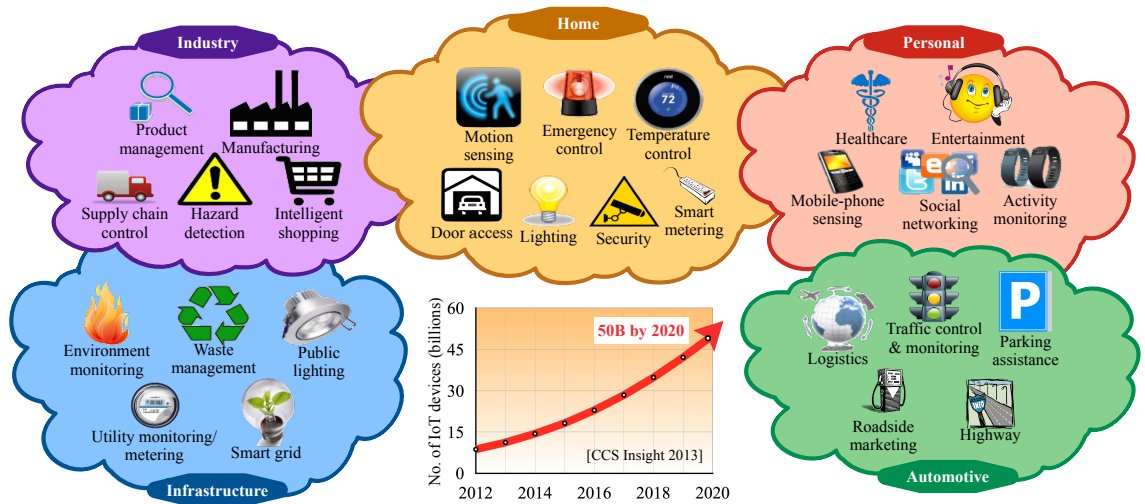 Industry
Product
management
Manufacturing
Supply chain
control
Hazard
detection
Intelligent
shopping
Home
Motion
sensing
Emergency
control
nest
72
Temperature
control
Door access
Lighting
Security
Smart
metering
Personal
Healthcare
Entertainment
Mobile-phone
sensing
in
Social
networking
Activity
monitoring
Environment
monitoring
Waste
management
Public
lighting
Utility monitoring/
metering
Smart grid
Infrastructure
No. of IoT devices (billions)
60
45
30
15
0
50B by 2020
[CCS Insight 2013]
2012
2014
2016
2018
2020
Logistics
Traffic control
& monitoring
P
Parking
assistance
Roadside
marketing
INFO
Highway
Automotive